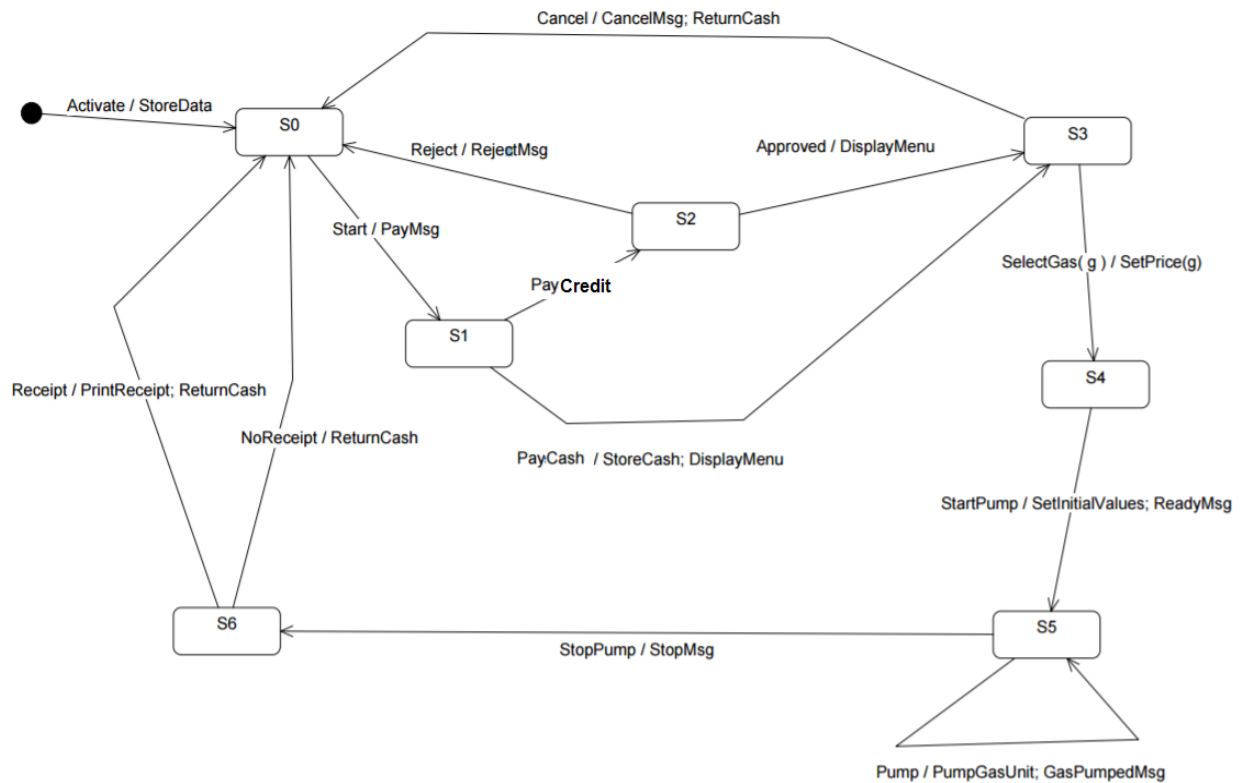 Cancel / CancelMsg; ReturnCash
Activate / StoreData
S0
S3
Reject / RejectMsg
Approved / DisplayMenu
S2
Start / PayMsg
SelectGas( g ) / SetPrice(g)
PayCredit
S1
S4
Receipt / PrintReceipt; ReturnCash
NoReceipt / ReturnCash
PayCash / StoreCash; DisplayMenu
StartPump / SetInitialValues; ReadyMsg
S6
S5
StopPump / StopMsg
Pump / PumpGasUnit; GasPumpedMsg